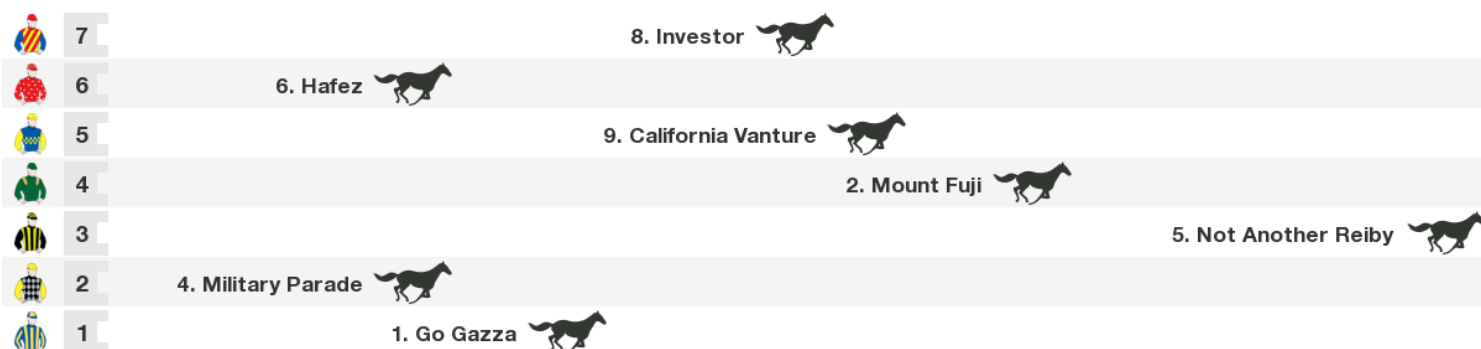 7 8. Investor
6 6. Hafez
5 9. California Vanture
4 2. Mount Fuji
3 5. Not Another Reiby
2 4. Military Parade
1 1. Go Gazza